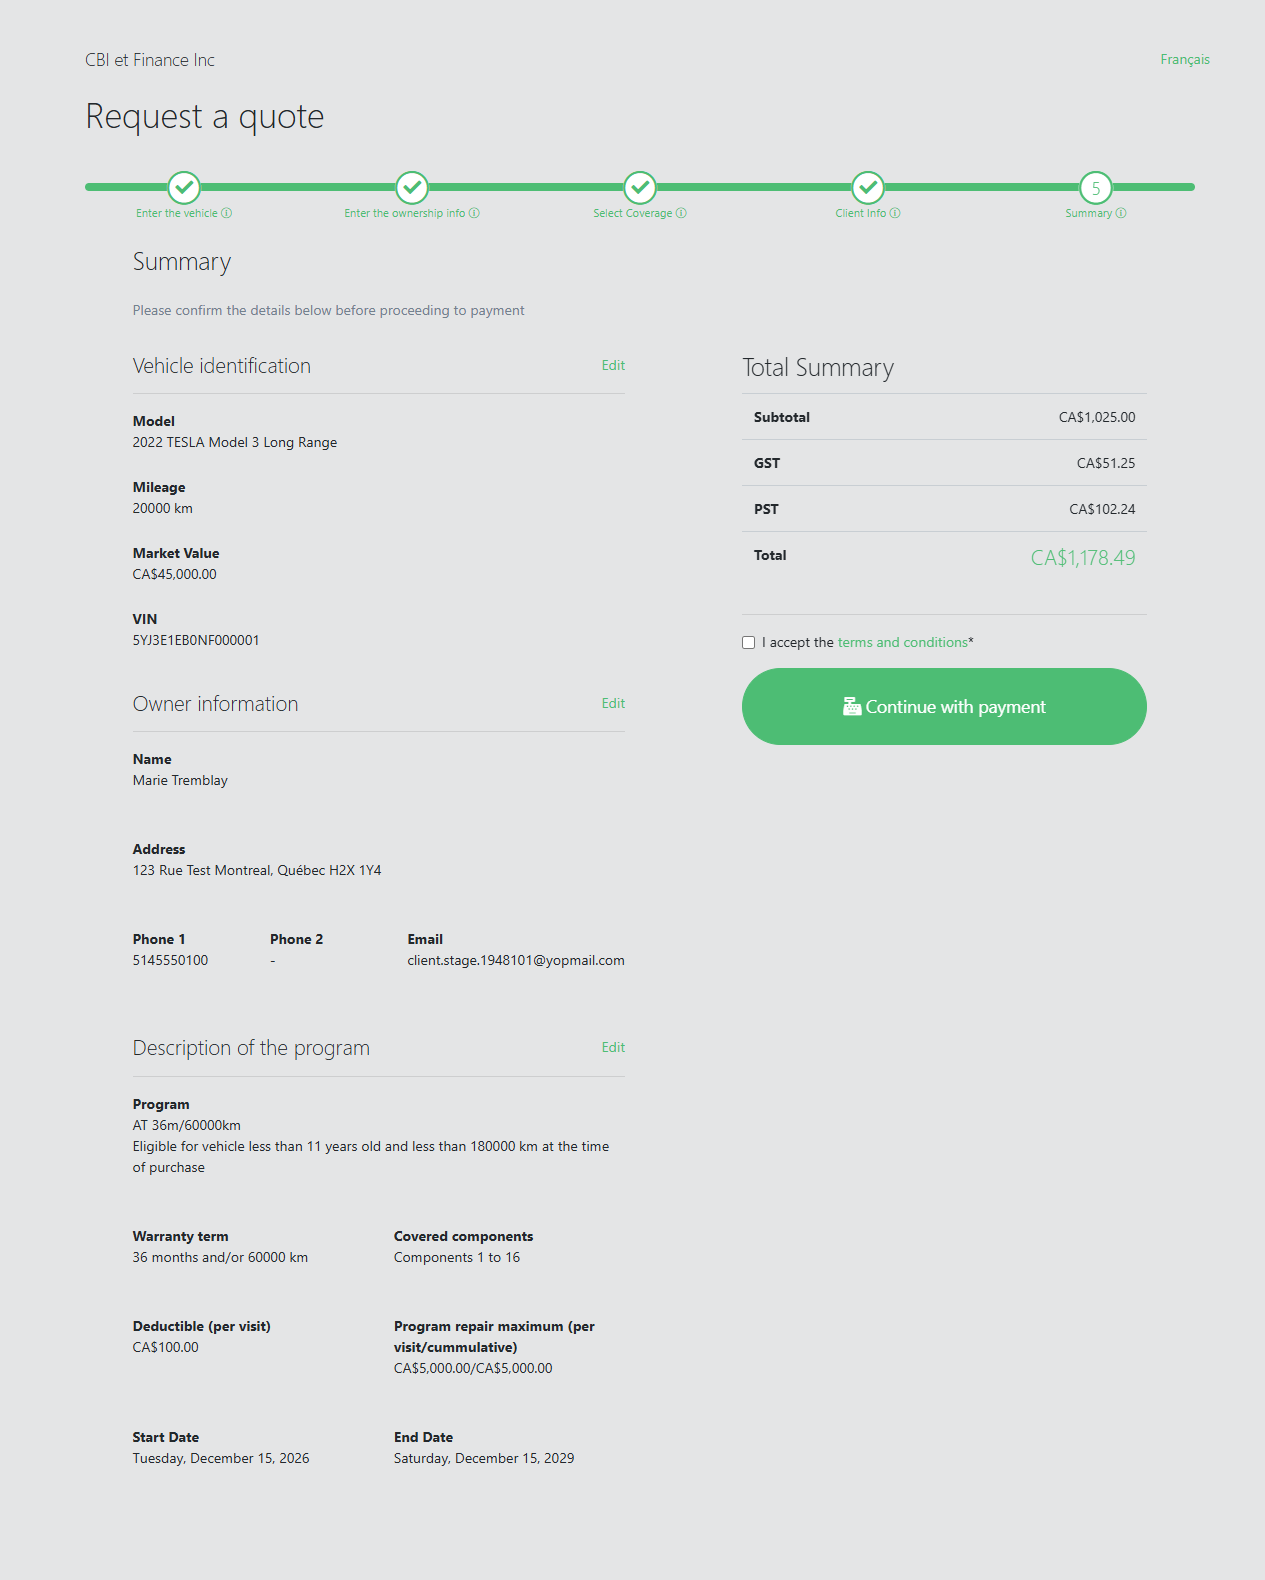 CBI et Finance Inc
Français
Request a quote
5
Enter the vehicle ⓘ
Enter the ownership info ⓘ
Select Coverage ⓘ
Client Info ⓘ
Summary ⓘ
Summary
Please confirm the details below before proceeding to payment
Vehicle identification
Edit
Model
2022 TESLA Model 3 Long Range
Mileage
20000 km
Market Value
CA$45,000.00
VIN
5YJ3E1EB0NF000001
Owner information
Edit
Name
Marie Tremblay
Address
123 Rue Test Montreal, Québec H2X 1Y4
Phone 1
5145550100
Phone 2
-
Email
client.stage.1948101@yopmail.com
Description of the program
Edit
Program
AT 36m/60000km
Eligible for vehicle less than 11 years old and less than 180000 km at the time
of purchase
Warranty term
36 months and/or 60000 km
Covered components
Components 1 to 16
Deductible (per visit)
CA$100.00
Program repair maximum (per
visit/cummulative)
CA$5,000.00/CA$5,000.00
Start Date
Tuesday, December 15, 2026
End Date
Saturday, December 15, 2029
Total Summary
Subtotal CA$1,025.00
GST CA$51.25
PST CA$102.24
Total CA$1,178.49
I accept the terms and conditions*
Continue with payment